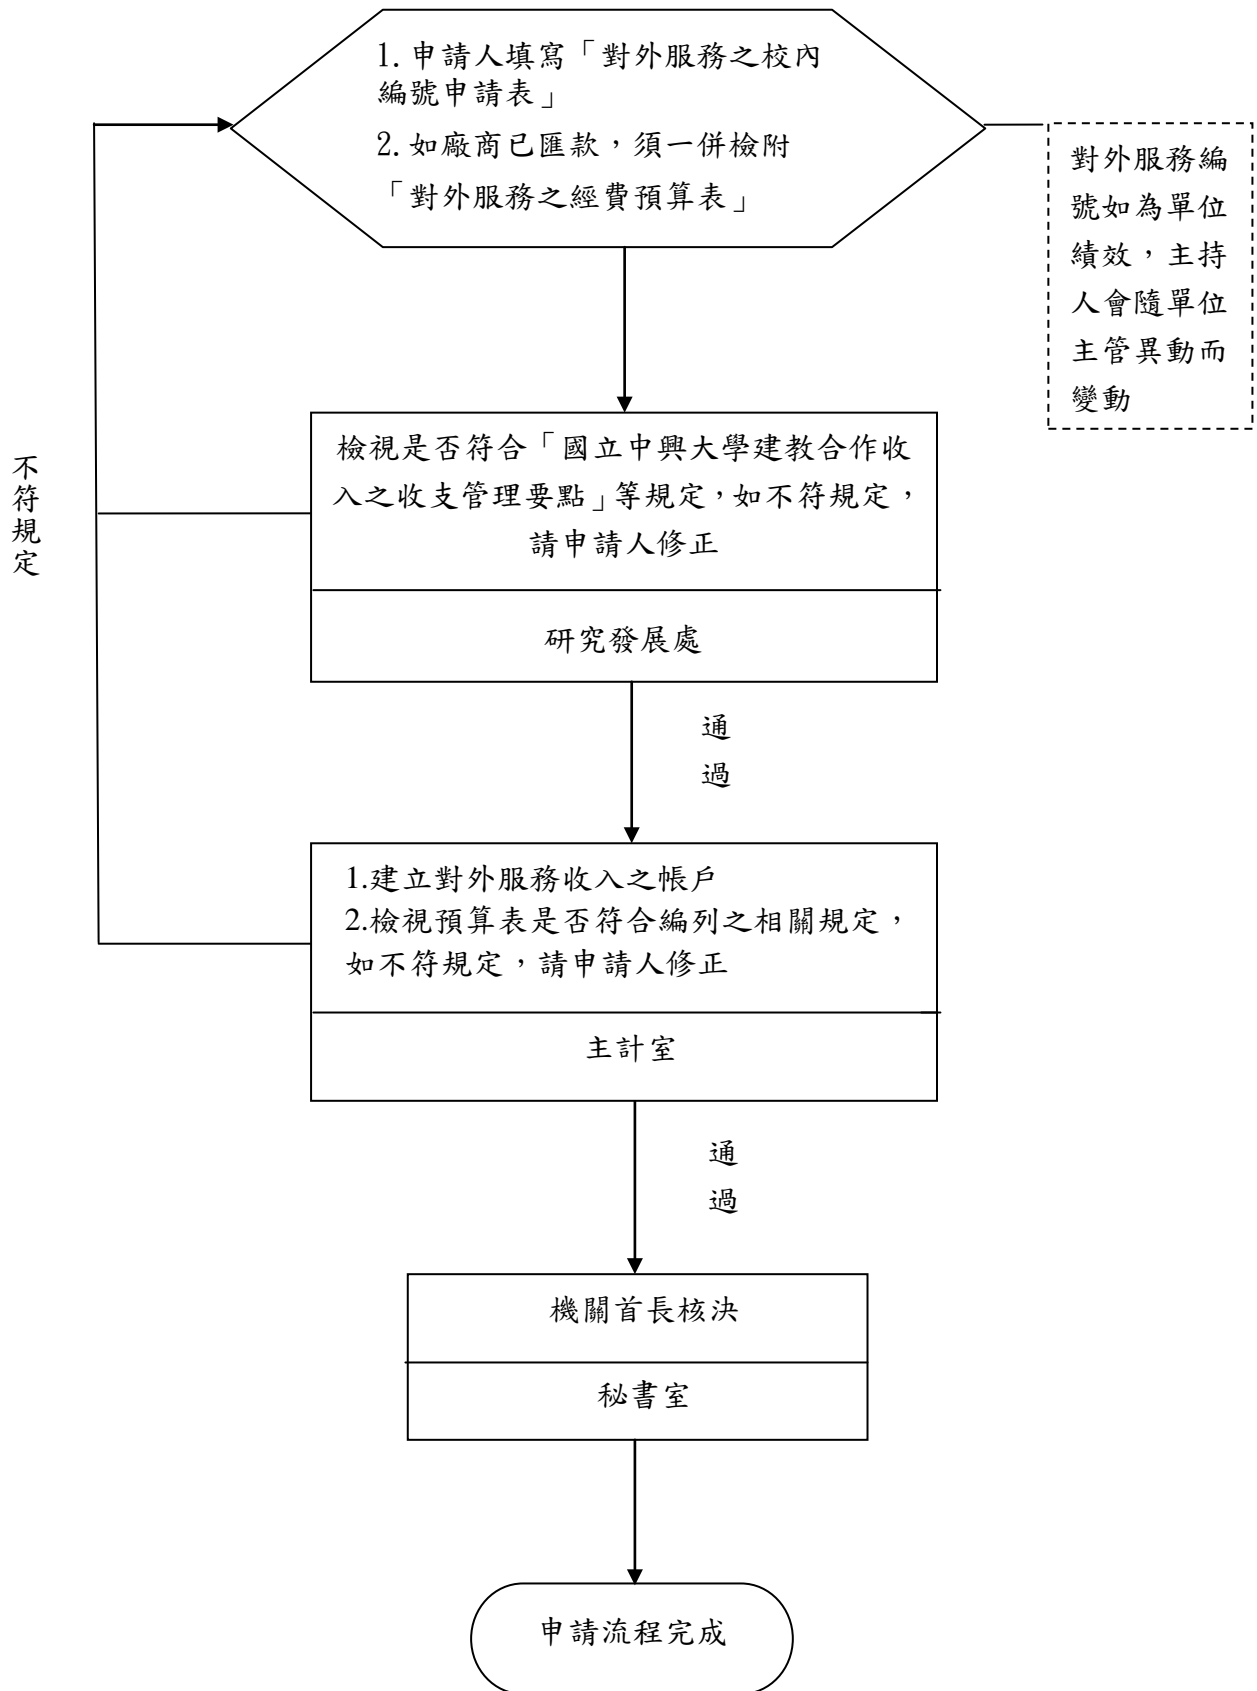 1. 申請人填寫「對外服務之校內
編號申請表」
2. 如廠商已匯款，須一併檢附
「對外服務之經費預算表」
對外服務編
號如為單位
績效，主持
人會隨單位
主管異動而
變動
不符規定
檢視是否符合「國立中興大學建教合作收
入之收支管理要點」等規定，如不符規定，
請申請人修正
研究發展處
通
過
1.建立對外服務收入之帳戶
2.檢視預算表是否符合編列之相關規定，
如不符規定，請申請人修正
主計室
通
過
機關首長核決
秘書室
申請流程完成